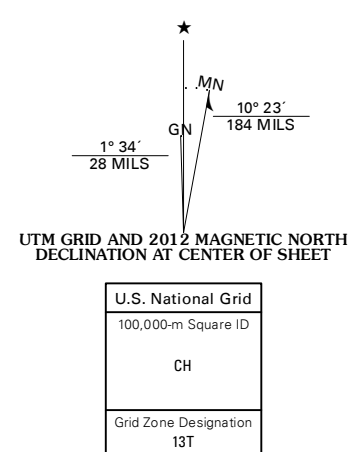 ★
MN
10° 23´
184 MILS
GN
1° 34´
28 MILS
UTM GRID AND 2012 MAGNETIC NORTH
DECLINATION AT CENTER OF SHEET
U.S. National Grid
100,000-m Square ID
CH
Grid Zone Designation
13T